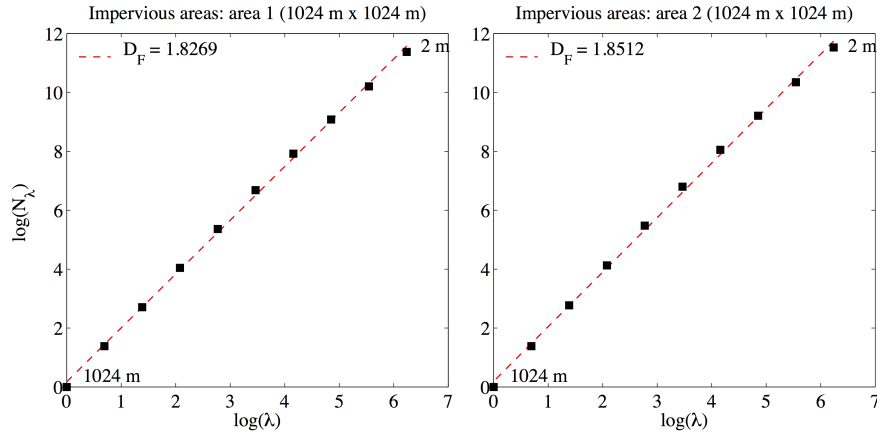 Impervious areas: area 1 (1024 m x 1024 m)
12
10
8
6
4
2
0
log(N_λ)
D_F = 1.8269
2 m
1024 m
0 1 2 3 4 5 6 7
log(λ)
Impervious areas: area 2 (1024 m x 1024 m)
12
10
8
6
4
2
0
D_F = 1.8512
2 m
1024 m
0 1 2 3 4 5 6 7
log(λ)